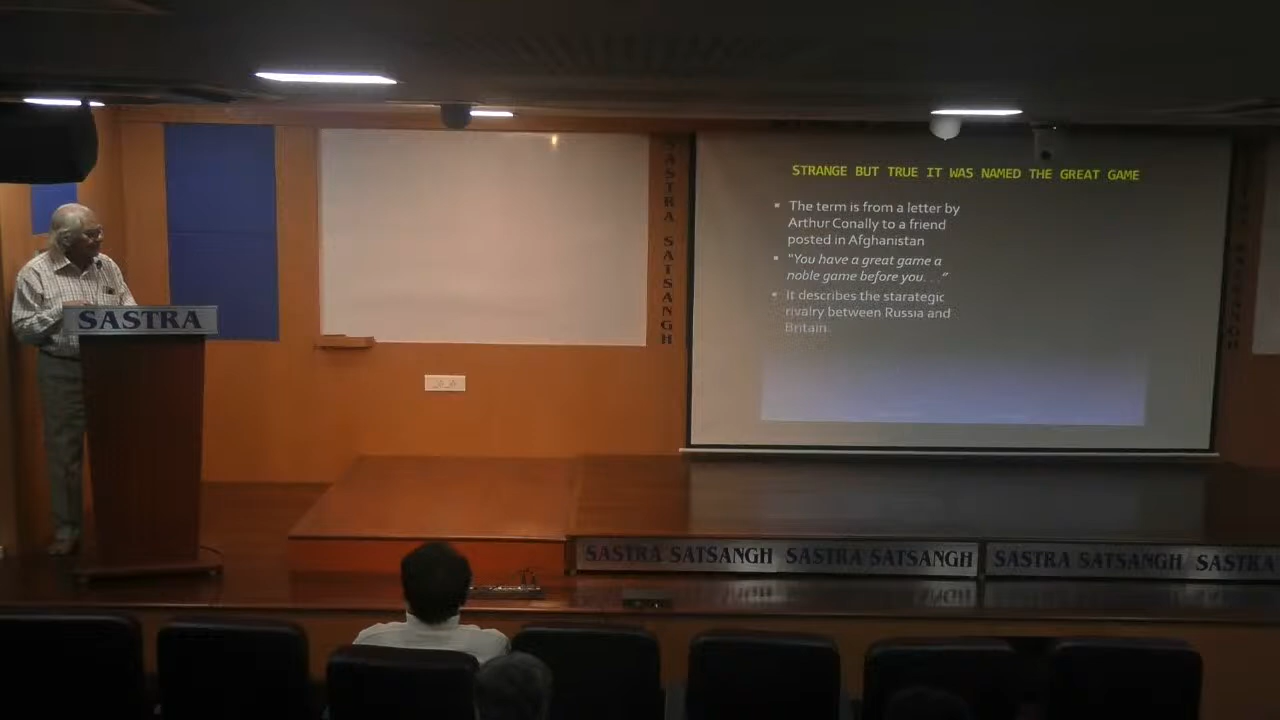 STRANGE BUT TRUE IT WAS NAMED THE GREAT GAME
The term is from a letter by
Arthur Conally to a friend
posted in Afghanistan
"You have a great game a
noble game before you. . ."
It describes the starategic
rivalry between Russia and
Britain.
SASTRA SATSANGH
SASTRA
SASTRA SATSANGH SASTRA SATSANGH
SASTRA SATSANGH SASTRA